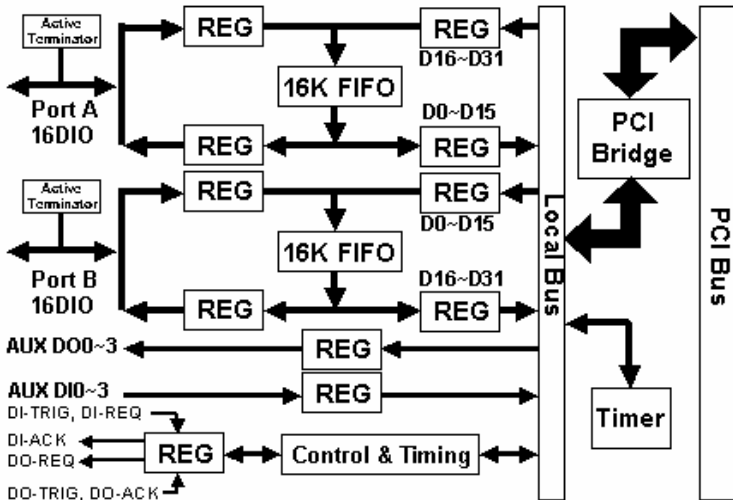 Active
Terminator
REG
REG
D16~D31
Port A
16DIO
16K FIFO
D0~D15
REG
REG
PCI
Bridge
Active
Terminator
REG
REG
D0~D15
Port B
16DIO
16K FIFO
D16~D31
REG
REG
Local Bus
PCI Bus
AUX DO0~3
REG
AUX DI0~3
REG
Timer
DI-TRIG, DI-REQ
DI-ACK
DO-REQ
REG
Control & Timing
DO-TRIG, DO-ACK